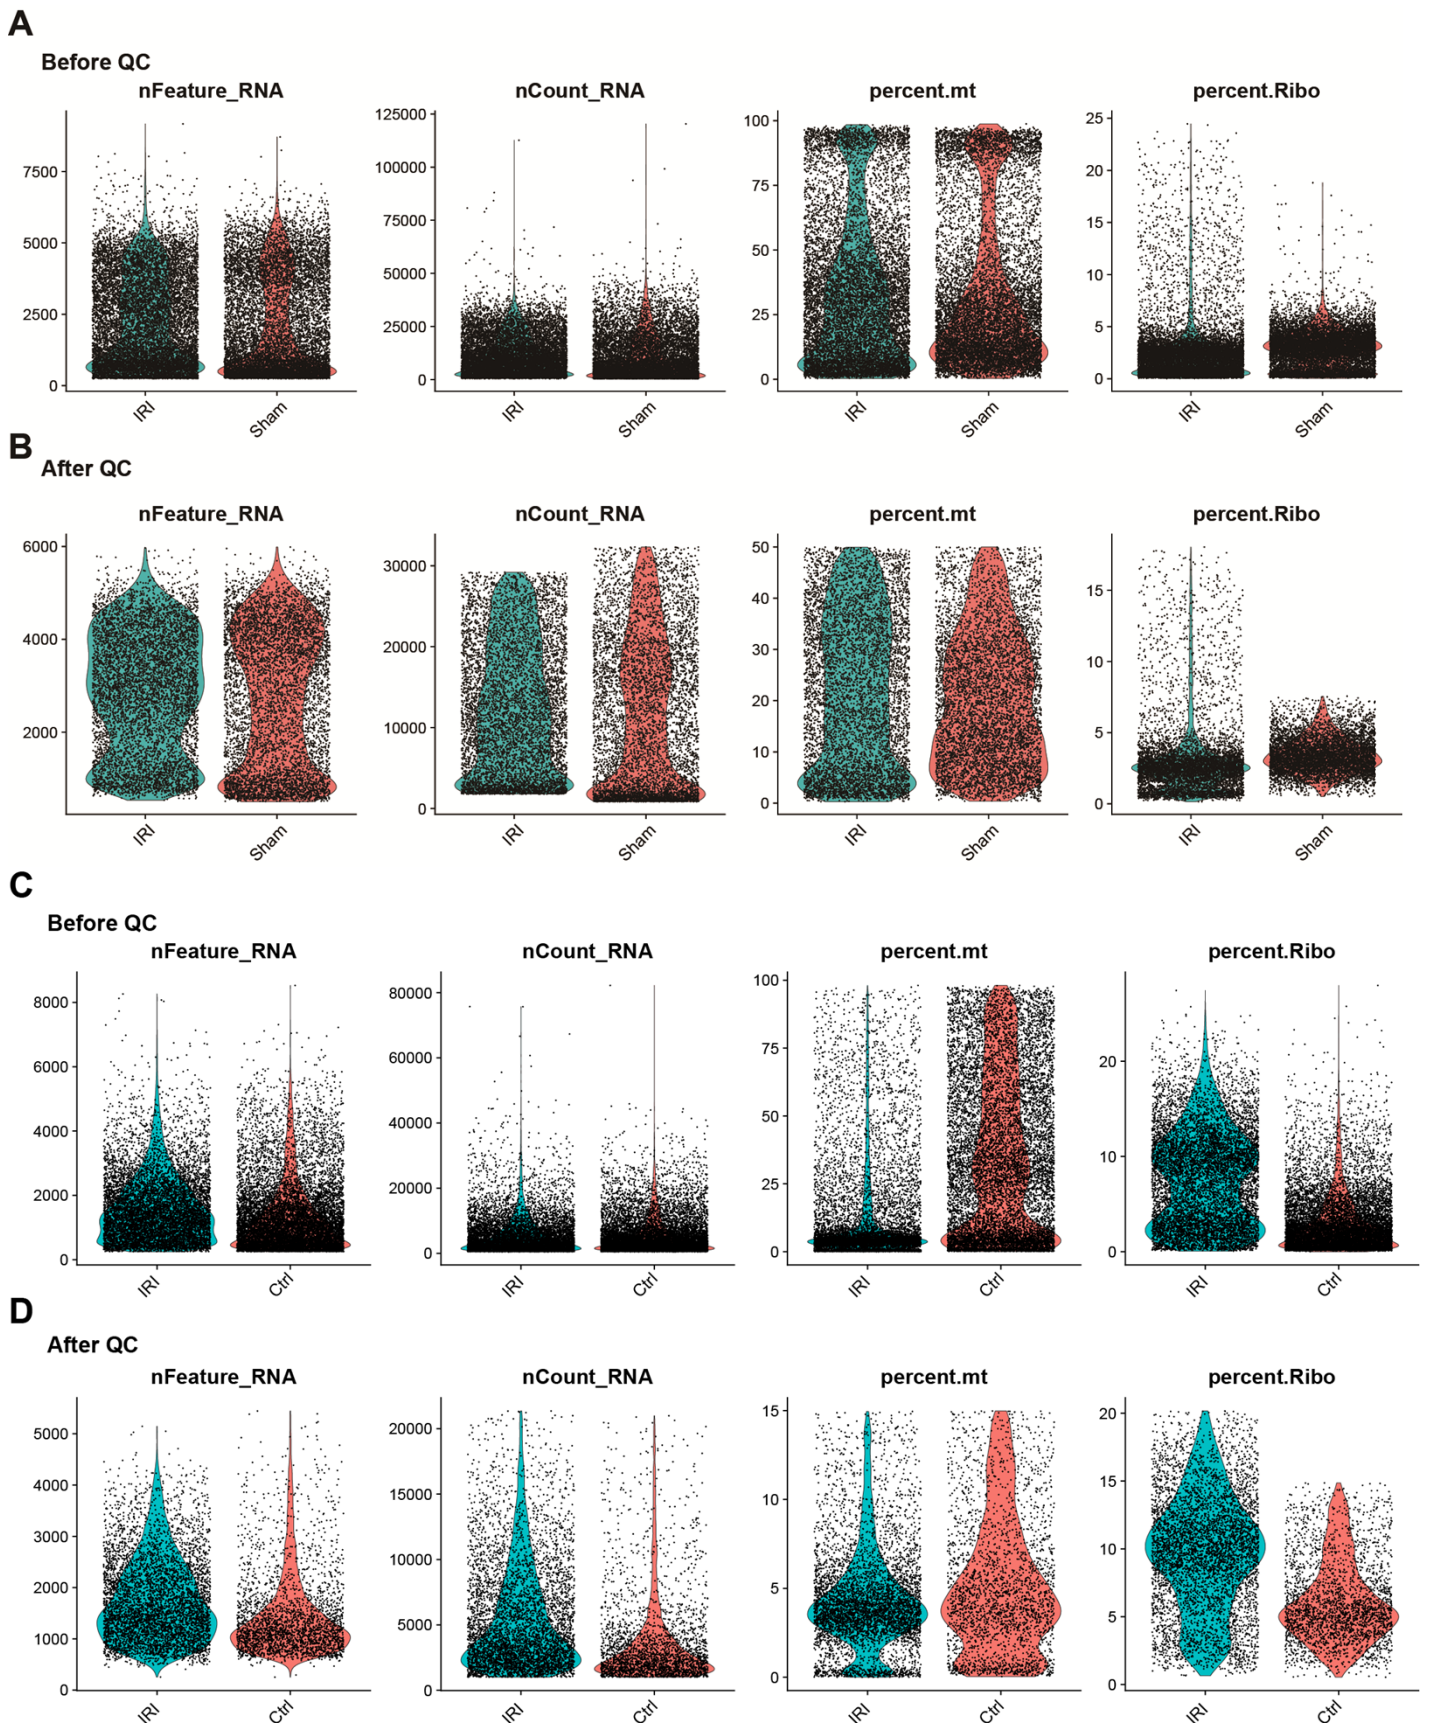 A
Before QC
nFeature_RNA nCount_RNA percent.mt percent.Ribo
7500
5000
2500
0
IRI Sham
125000
100000
75000
50000
25000
0
IRI Sham
100
75
50
25
0
IRI Sham
25
20
15
10
5
0
IRI Sham
B
After QC
nFeature_RNA nCount_RNA percent.mt percent.Ribo
6000
4000
2000
IRI Sham
30000
20000
10000
0
IRI Sham
50
40
30
20
10
0
IRI Sham
15
10
5
0
IRI Sham
C
Before QC
nFeature_RNA nCount_RNA percent.mt percent.Ribo
8000
6000
4000
2000
0
IRI Ctrl
80000
60000
40000
20000
0
IRI Ctrl
100
75
50
25
0
IRI Ctrl
20
10
0
IRI Ctrl
D
After QC
nFeature_RNA nCount_RNA percent.mt percent.Ribo
5000
4000
3000
2000
1000
0
IRI Ctrl
20000
15000
10000
5000
0
IRI Ctrl
15
10
5
0
IRI Ctrl
20
15
10
5
0
IRI Ctrl